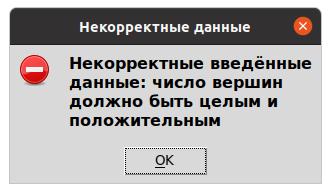 Некорректные данные
Некорректные введённые
данные: число вершин
должно быть целым и
положительным
OK